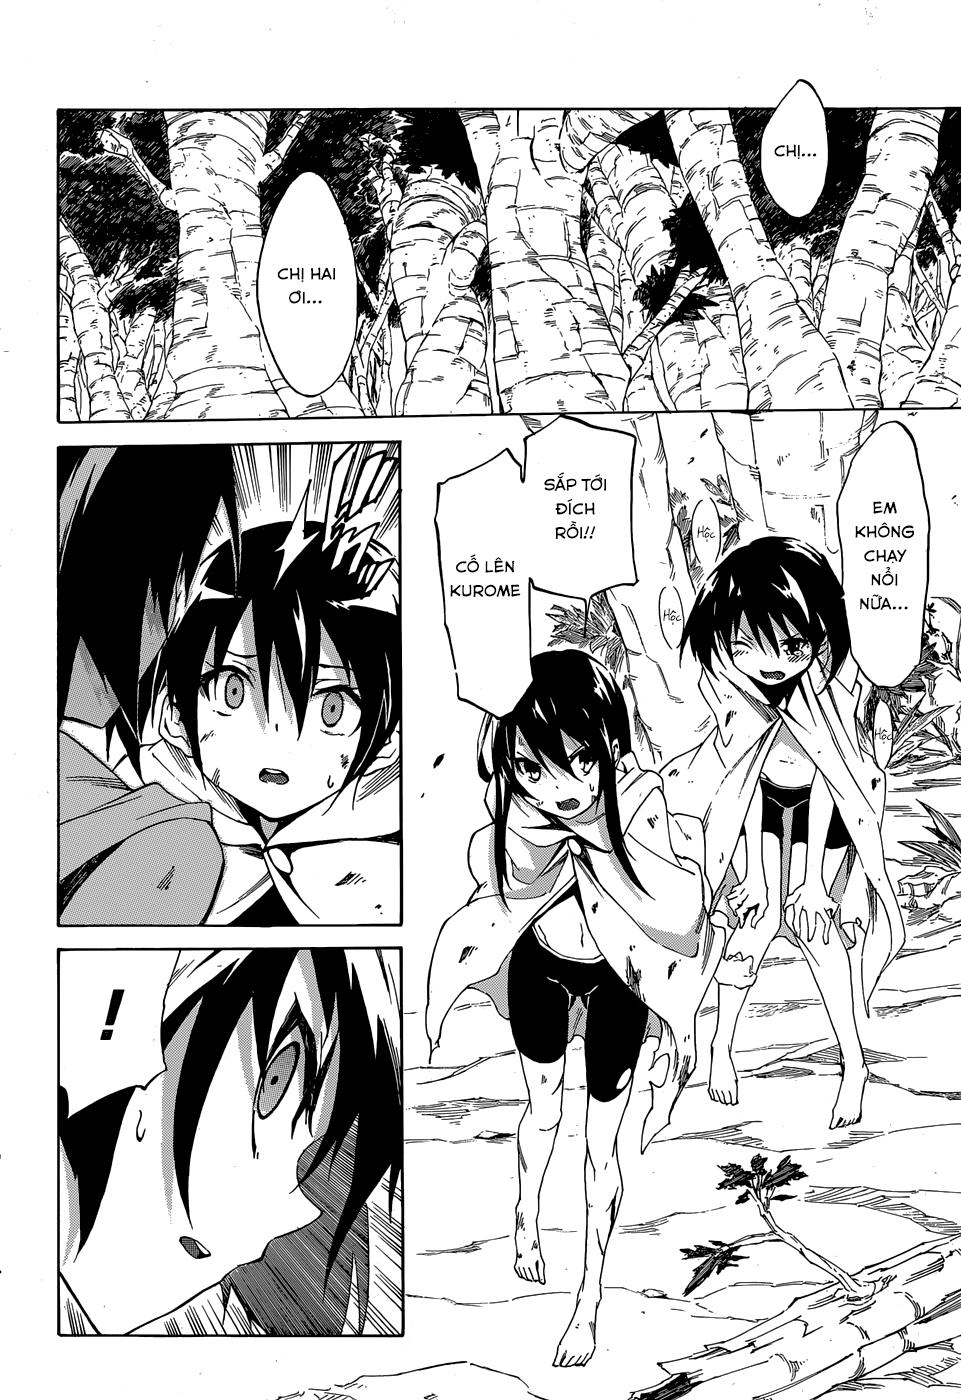 CHỊ...
CHỊ HAI
ƠI...
EM
KHÔNG
CHẠY
NỔI
NỮA...
Hộc
Hộc
Hộc
SẮP TỚI
ĐÍCH
RỒI!!
CỐ LÊN
KUROME
!